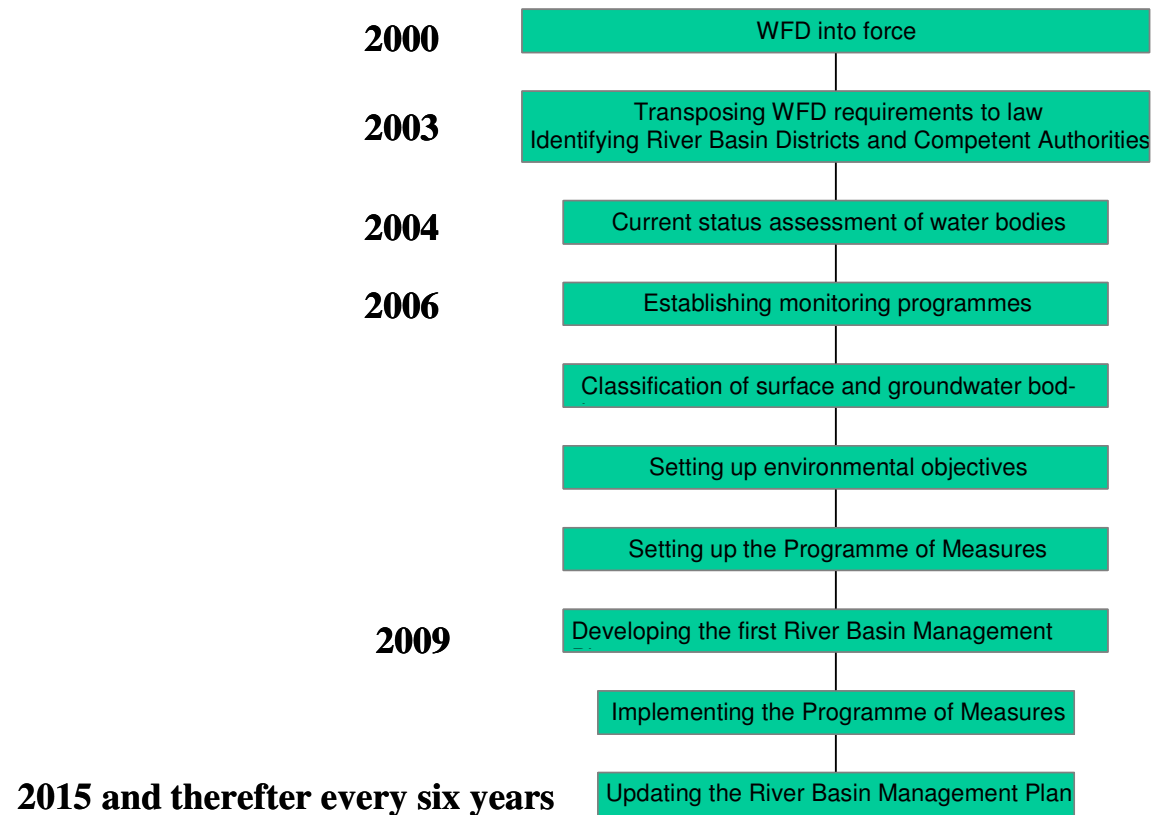 2000
WFD into force
2003
Transposing WFD requirements to law
Identifying River Basin Districts and Competent Authorities
2004
Current status assessment of water bodies
2006
Establishing monitoring programmes
Classification of surface and groundwater bod-
Setting up environmental objectives
Setting up the Programme of Measures
2009
Developing the first River Basin Management
Implementing the Programme of Measures
2015 and therefter every six years
Updating the River Basin Management Plan